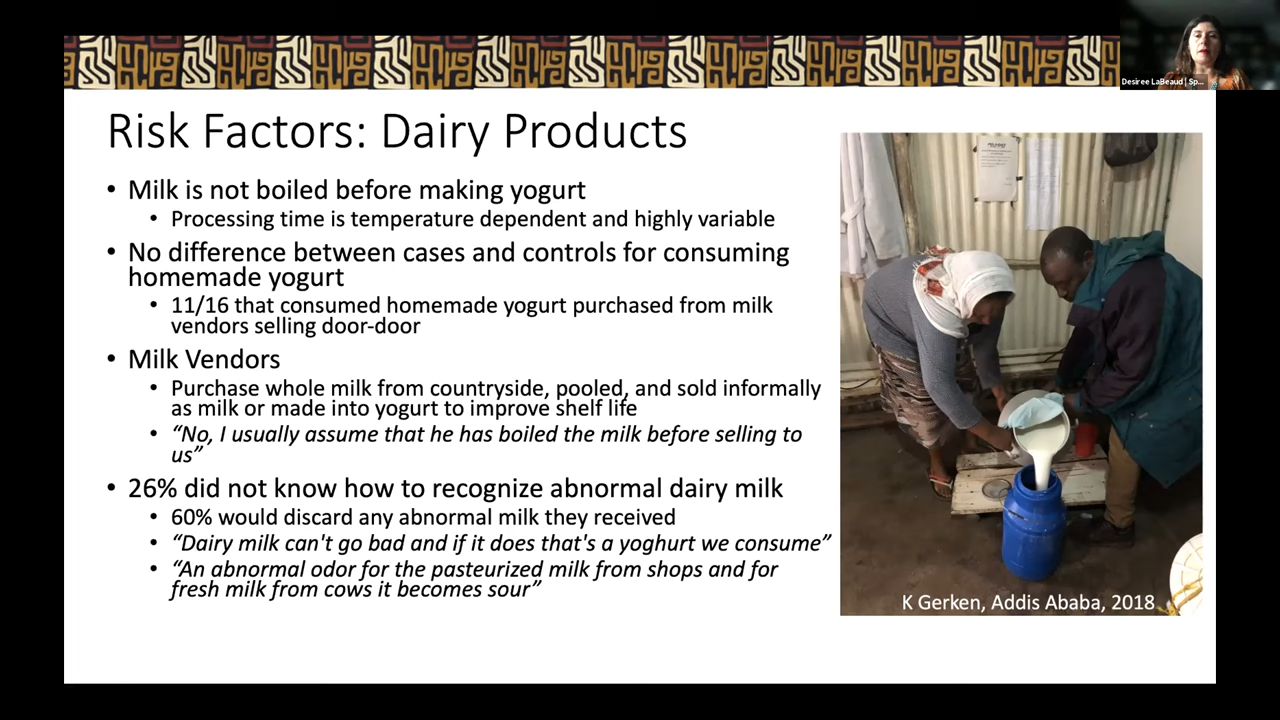 Desiree LaBeaud | Sp...
Risk Factors: Dairy Products
• Milk is not boiled before making yogurt
• Processing time is temperature dependent and highly variable
• No difference between cases and controls for consuming
homemade yogurt
• 11/16 that consumed homemade yogurt purchased from milk
vendors selling door-door
• Milk Vendors
• Purchase whole milk from countryside, pooled, and sold informally
as milk or made into yogurt to improve shelf life
• “No, I usually assume that he has boiled the milk before selling to
us”
• 26% did not know how to recognize abnormal dairy milk
• 60% would discard any abnormal milk they received
• “Dairy milk can't go bad and if it does that's a yoghurt we consume”
• “An abnormal odor for the pasteurized milk from shops and for
fresh milk from cows it becomes sour”
K Gerken, Addis Ababa, 2018